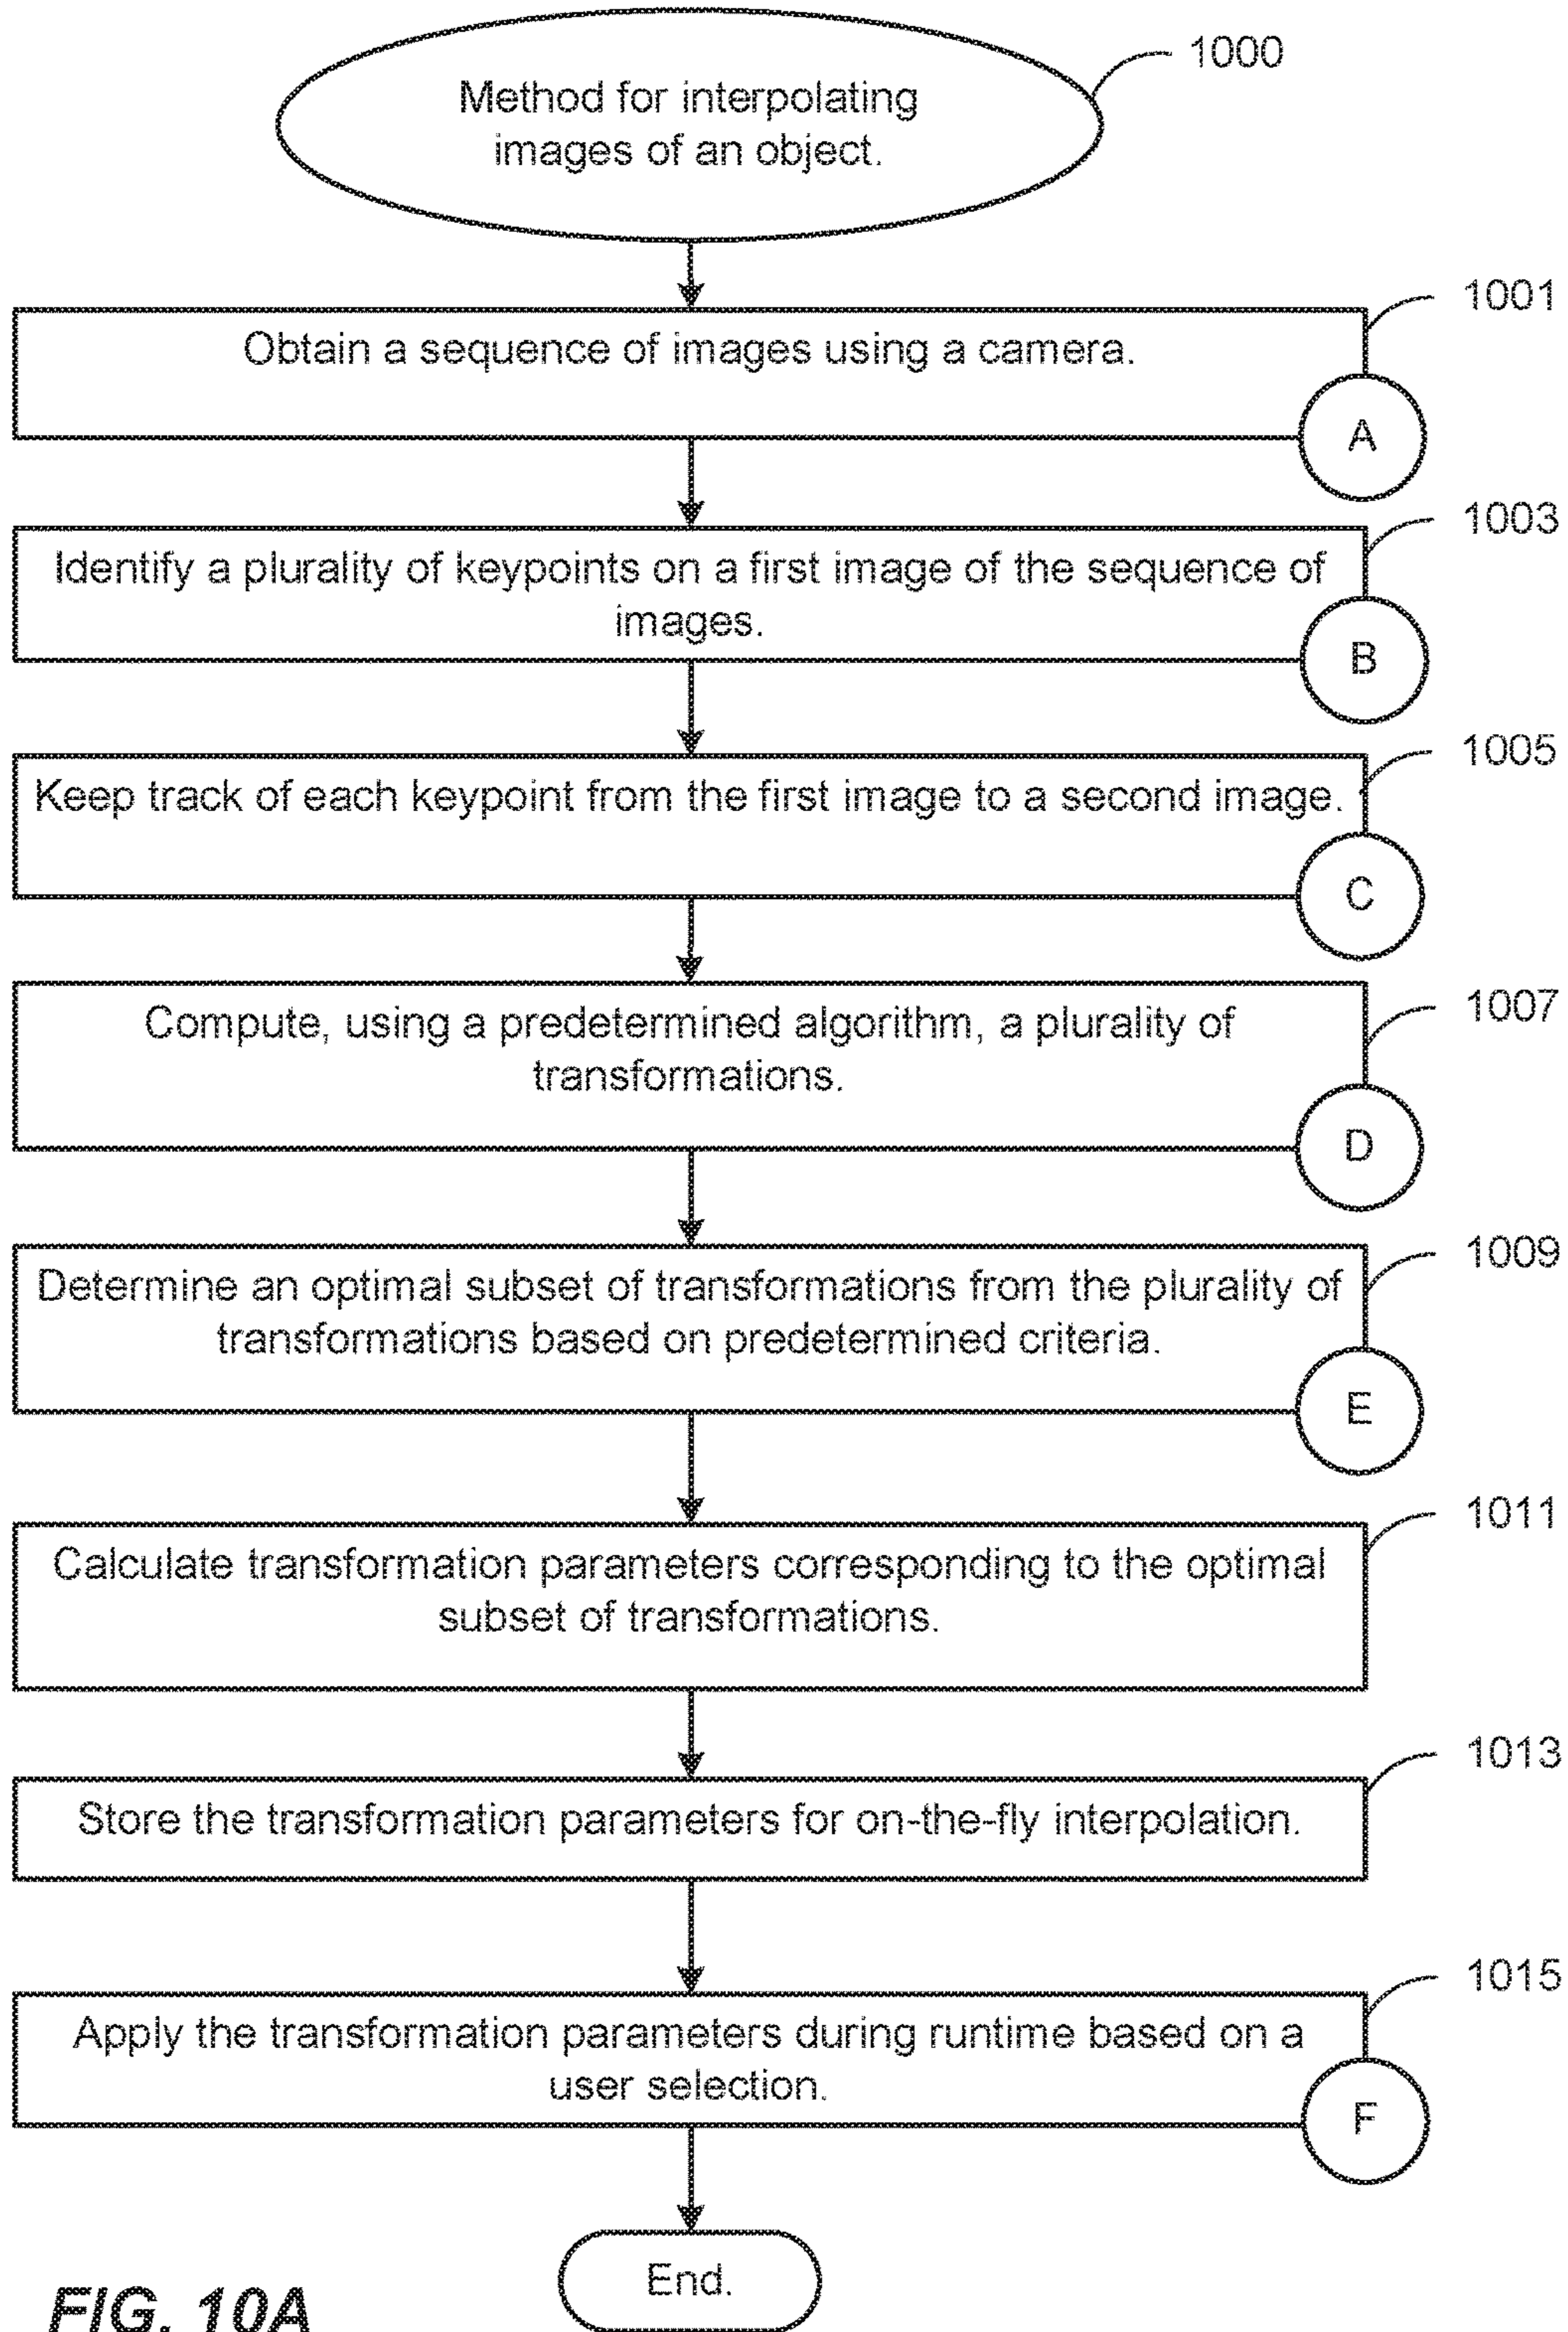 1000
Method for interpolating
images of an object.
1001
Obtain a sequence of images using a camera.
A
1003
Identify a plurality of keypoints on a first image of the sequence of
images.
B
1005
Keep track of each keypoint from the first image to a second image.
C
1007
Compute, using a predetermined algorithm, a plurality of
transformations.
D
1009
Determine an optimal subset of transformations from the plurality of
transformations based on predetermined criteria.
E
1011
Calculate transformation parameters corresponding to the optimal
subset of transformations.
1013
Store the transformation parameters for on-the-fly interpolation.
1015
Apply the transformation parameters during runtime based on a
user selection.
F
End.
FIG. 10A